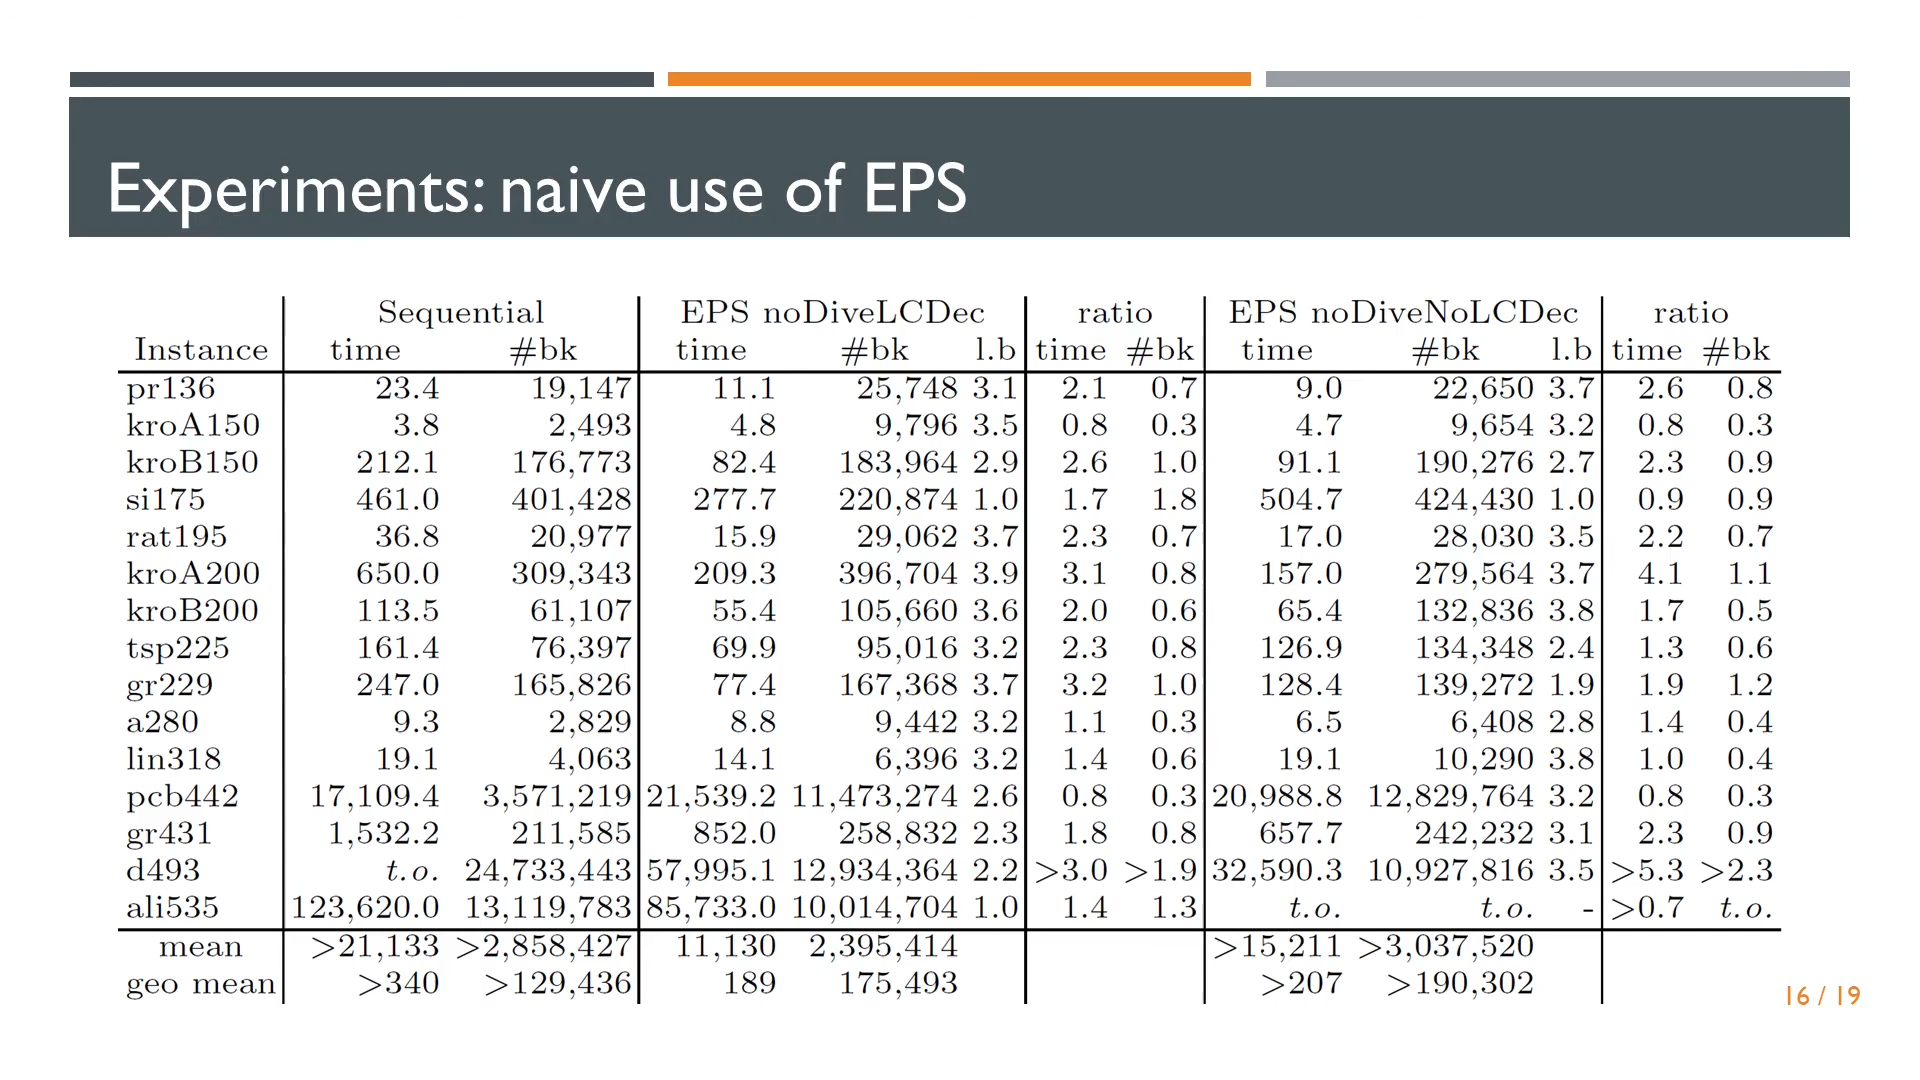 Experiments: naive use of EPS
Sequential EPS noDiveLCDec ratio EPS noDiveNoLCDec ratio
Instance time #bk time #bk l.b time #bk time #bk l.b time #bk
pr136 23.4 19,147 11.1 25,748 3.1 2.1 0.7 9.0 22,650 3.7 2.6 0.8
kroA150 3.8 2,493 4.8 9,796 3.5 0.8 0.3 4.7 9,654 3.2 0.8 0.3
kroB150 212.1 176,773 82.4 183,964 2.9 2.6 1.0 91.1 190,276 2.7 2.3 0.9
si175 461.0 401,428 277.7 220,874 1.0 1.7 1.8 504.7 424,430 1.0 0.9 0.9
rat195 36.8 20,977 15.9 29,062 3.7 2.3 0.7 17.0 28,030 3.5 2.2 0.7
kroA200 650.0 309,343 209.3 396,704 3.9 3.1 0.8 157.0 279,564 3.7 4.1 1.1
kroB200 113.5 61,107 55.4 105,660 3.6 2.0 0.6 65.4 132,836 3.8 1.7 0.5
tsp225 161.4 76,397 69.9 95,016 3.2 2.3 0.8 126.9 134,348 2.4 1.3 0.6
gr229 247.0 165,826 77.4 167,368 3.7 3.2 1.0 128.4 139,272 1.9 1.9 1.2
a280 9.3 2,829 8.8 9,442 3.2 1.1 0.3 6.5 6,408 2.8 1.4 0.4
lin318 19.1 4,063 14.1 6,396 3.2 1.4 0.6 19.1 10,290 3.8 1.0 0.4
pcb442 17,109.4 3,571,219 21,539.2 11,473,274 2.6 0.8 0.3 20,988.8 12,829,764 3.2 0.8 0.3
gr431 1,532.2 211,585 852.0 258,832 2.3 1.8 0.8 657.7 242,232 3.1 2.3 0.9
d493 t.o. 24,733,443 57,995.1 12,934,364 2.2 >3.0 >1.9 32,590.3 10,927,816 3.5 >5.3 >2.3
ali535 123,620.0 13,119,783 85,733.0 10,014,704 1.0 1.4 1.3 t.o. t.o. - >0.7 t.o.
mean >21,133 >2,858,427 11,130 2,395,414 >15,211 >3,037,520
geo mean >340 >129,436 189 175,493 >207 >190,302
16 / 19